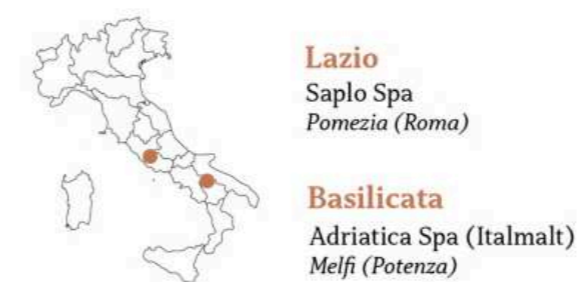 Lazio
Saplo Spa
Pomezia (Roma)
Basilicata
Adriatica Spa (Italmalt)
Melfi (Potenza)